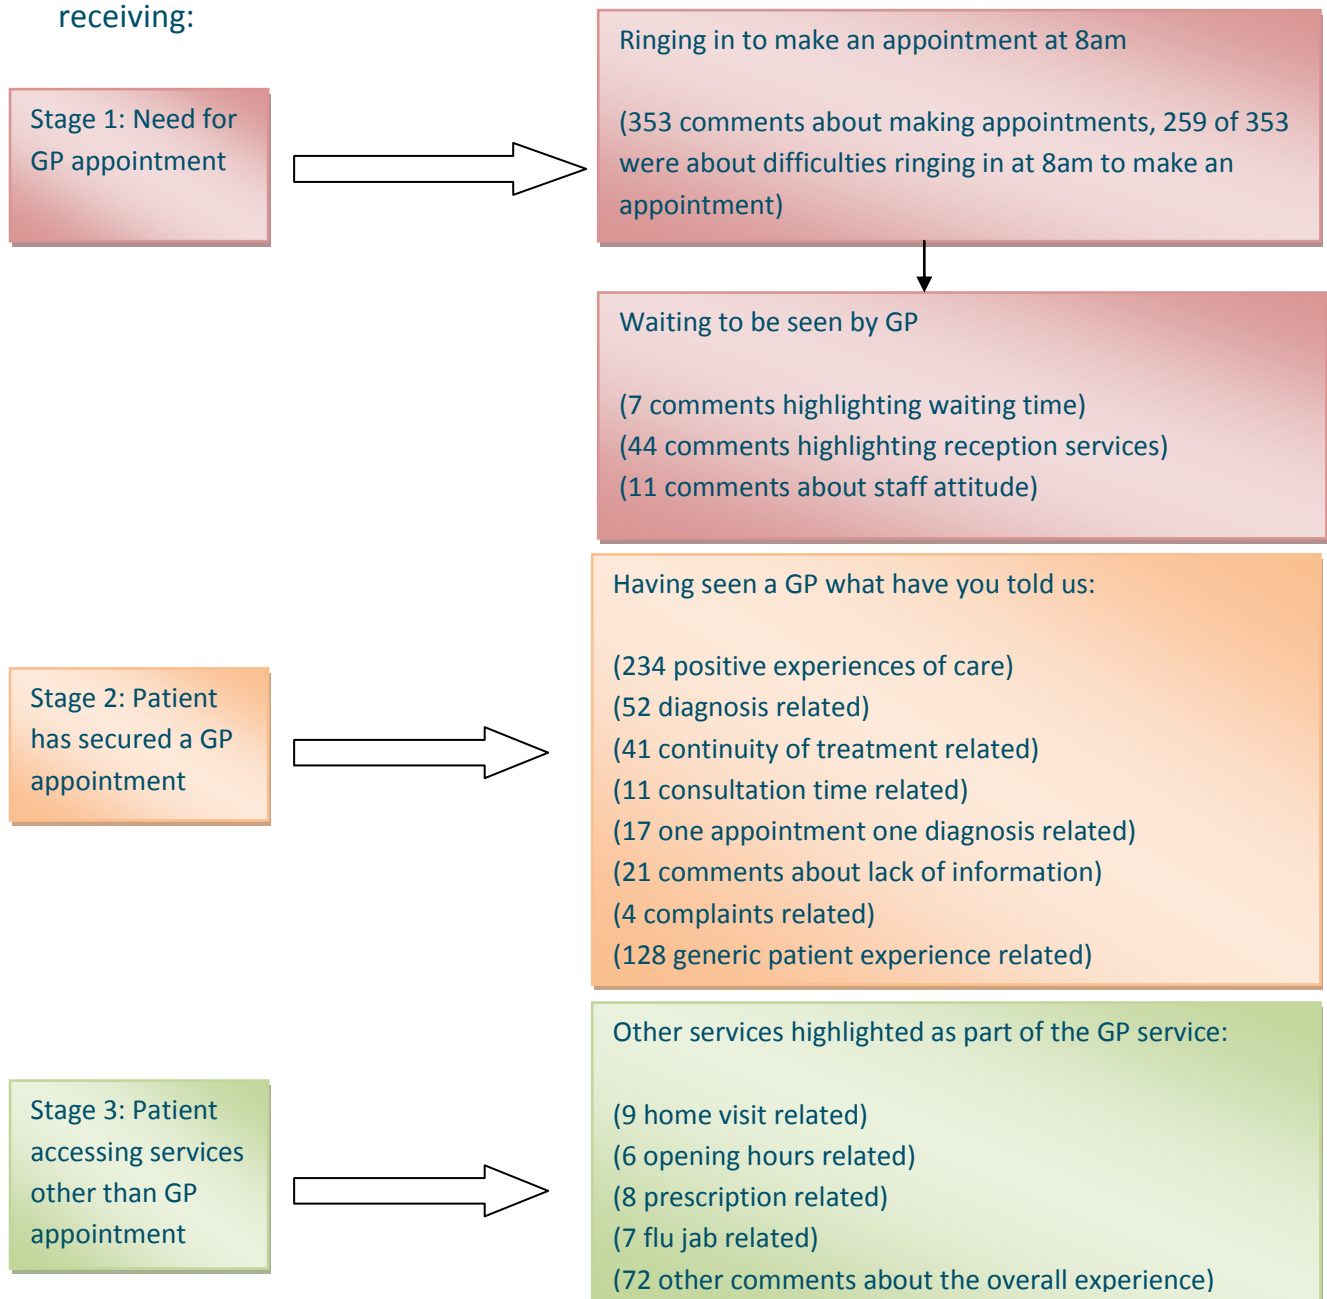 receiving:
Stage 1: Need for
GP appointment
Ringing in to make an appointment at 8am
(353 comments about making appointments, 259 of 353
were about difficulties ringing in at 8am to make an
appointment)
Waiting to be seen by GP
(7 comments highlighting waiting time)
(44 comments highlighting reception services)
(11 comments about staff attitude)
Stage 2: Patient
has secured a GP
appointment
Having seen a GP what have you told us:
(234 positive experiences of care)
(52 diagnosis related)
(41 continuity of treatment related)
(11 consultation time related)
(17 one appointment one diagnosis related)
(21 comments about lack of information)
(4 complaints related)
(128 generic patient experience related)
Stage 3: Patient
accessing services
other than GP
appointment
Other services highlighted as part of the GP service:
(9 home visit related)
(6 opening hours related)
(8 prescription related)
(7 flu jab related)
(72 other comments about the overall experience)